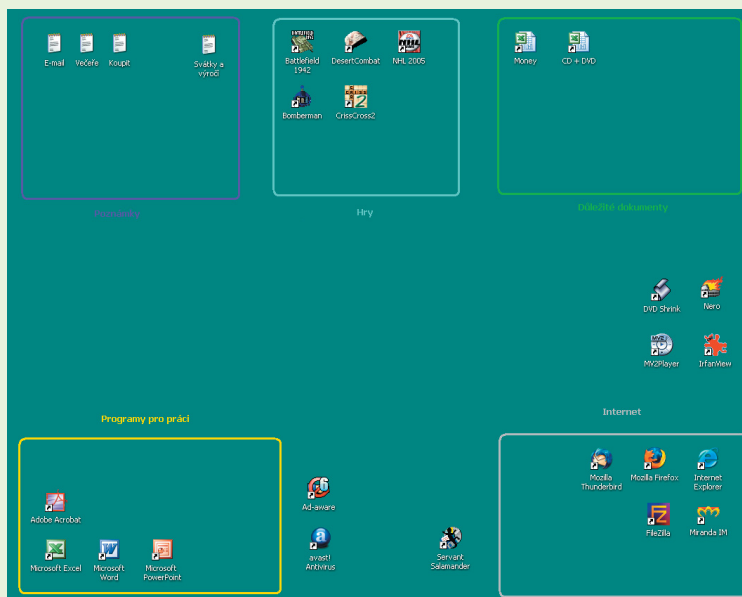 E-mail
Večeře
Koupit
Svátky a
výročí
Battlefield
1942
DesertCombat
NHL 2005
Bomberman
CrissCross2
Money
CD + DVD
Poznámky
Hry
Důležité dokumenty
DVD Shrink
Nero
MV2Player
IrfanView
Programy pro práci
Internet
Adobe Acrobat
Microsoft Excel
Microsoft
Word
Microsoft
PowerPoint
Ad-aware
avast!
Antivirus
Servant
Salamander
Mozilla
Thunderbird
Mozilla Firefox
Internet
Explorer
FileZilla
Miranda IM